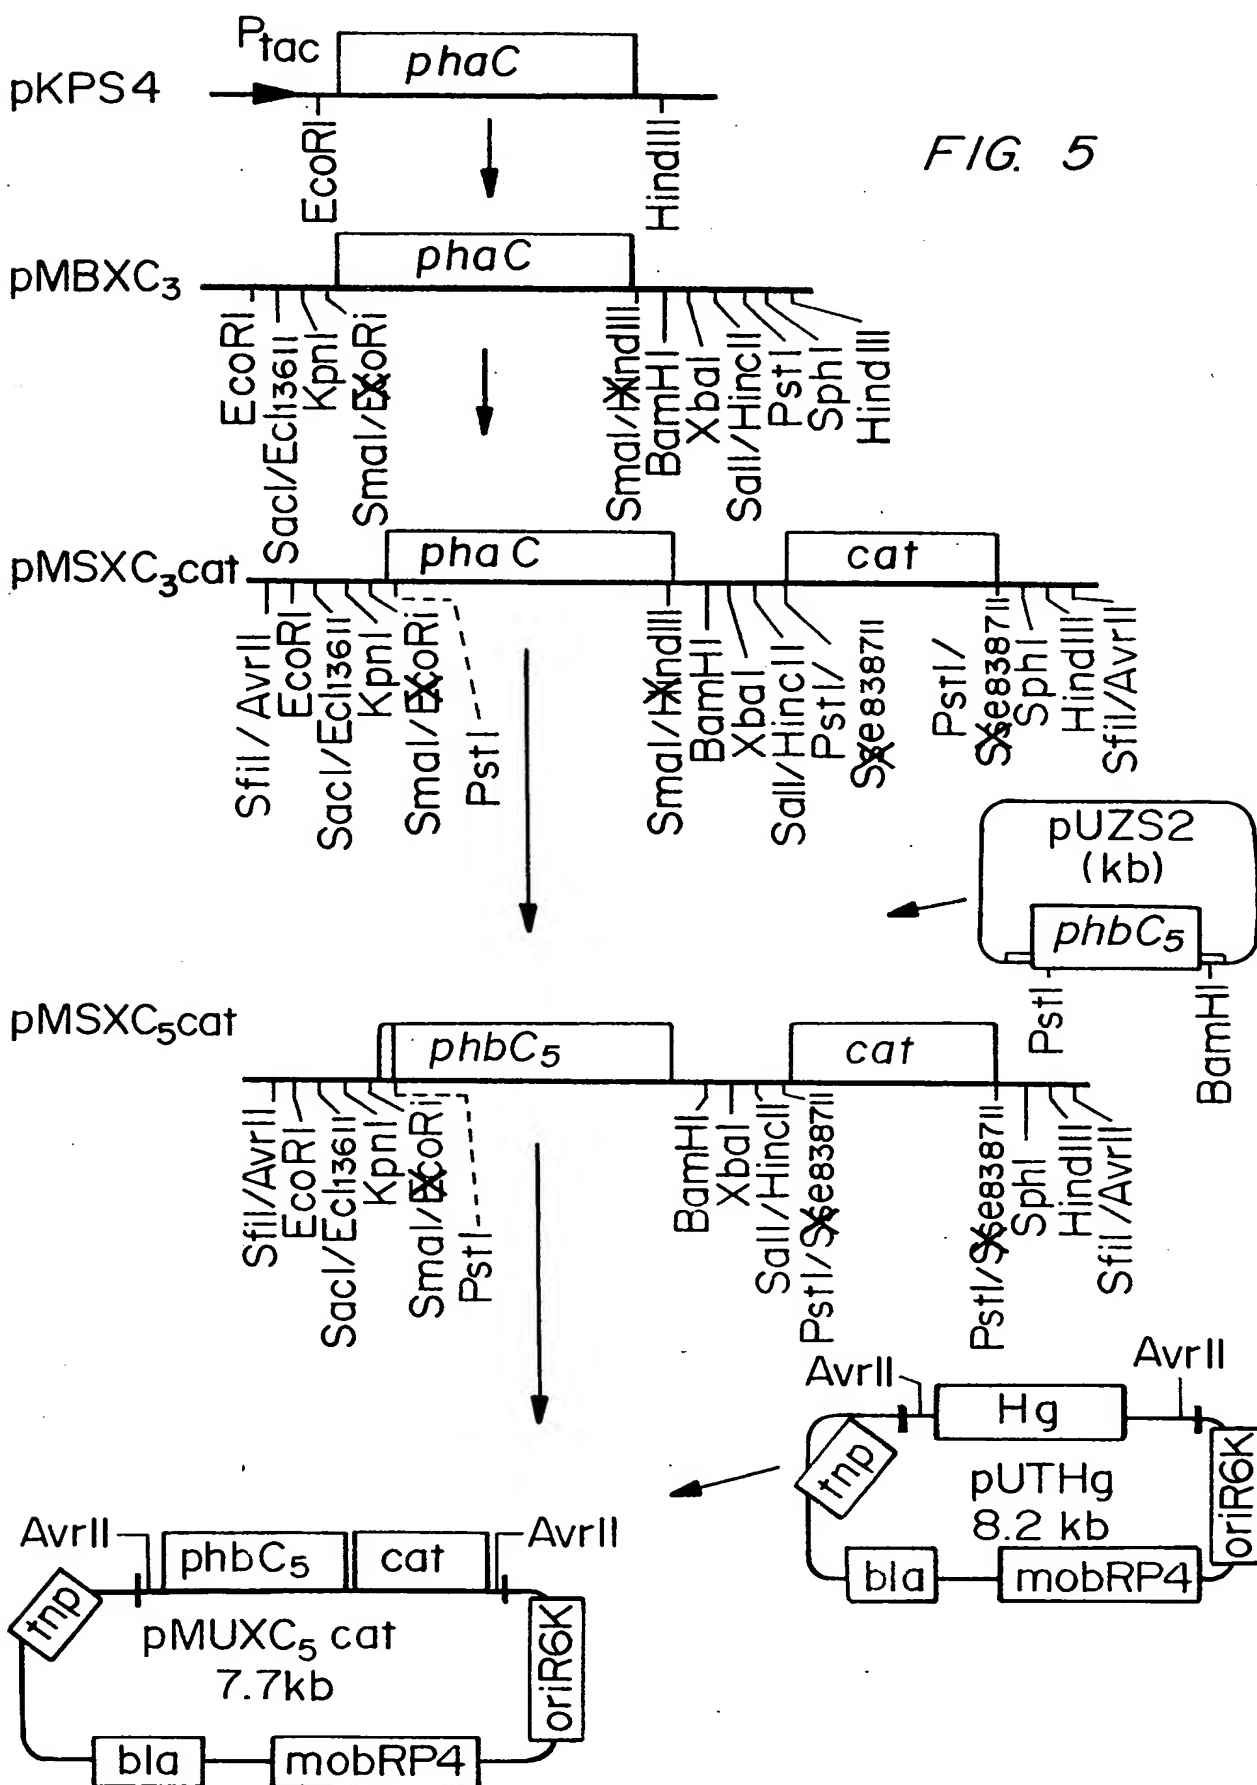 FIG. 5
pKPS4
Ptac
phaC
EcoRI
HindIII
pMBXC3
phaC
EcoRI
SacI/Ecl136II
KpnI
SmaI/EcoRi
SmaI/HindIII
BamHI
XbaI
SalI/HincII
PstI
SphI
HindIII
pMSXC3cat
phaC
cat
SfiI/AvrII
EcoRI
SacI/Ecl136II
KpnI
SmaI/EcoRi
PstI
SmaI/HindIII
BamHI
XbaI
SalI/HincII
PstI/
Sse8387II
PstI/
Sse8387II
SphI
HindIII
SfiI/AvrII
pUZS2
(kb)
phbC5
PstI
BamHI
pMSXC5cat
phbC5
cat
SfiI/AvrII
EcoRI
SacI/Ecl136II
KpnI
SmaI/EcoRi
PstI
BamHI
XbaI
SalI/HincII
PstI/Sse8387II
PstI/Sse8387II
SphI
HindIII
SfiI/AvrII
AvrII
AvrII
Hg
tnp
pUTHg
8.2 kb
oriR6K
bla
mobRP4
AvrII
AvrII
phbC5
cat
tnp
pMUXC5 cat
7.7kb
oriR6K
bla
mobRP4